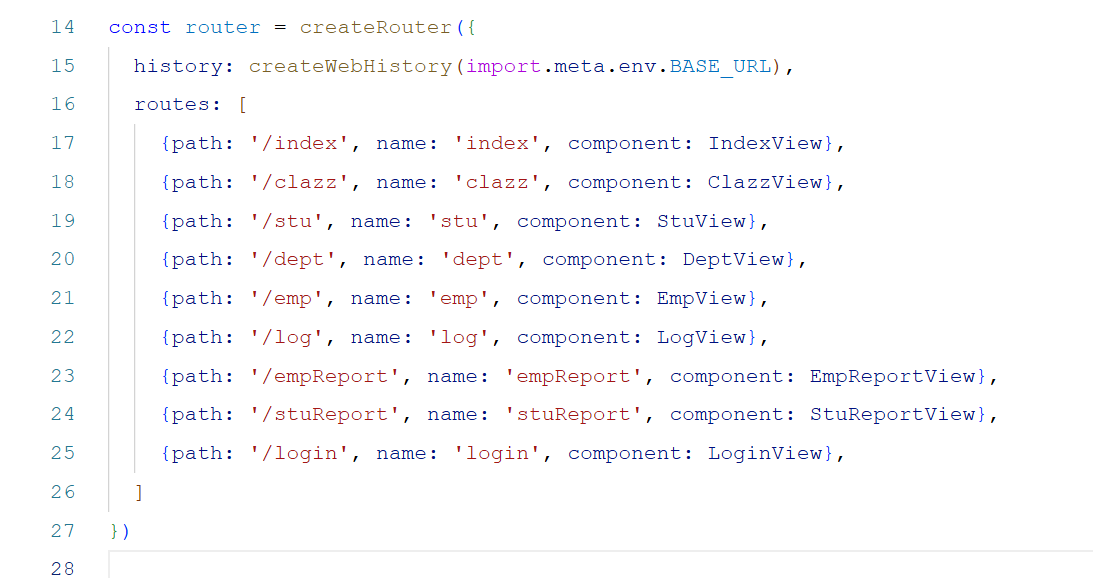 14 const router = createRouter({
15 history: createWebHistory(import.meta.env.BASE_URL),
16 routes: [
17 {path: '/index', name: 'index', component: IndexView},
18 {path: '/clazz', name: 'clazz', component: ClazzView},
19 {path: '/stu', name: 'stu', component: StuView},
20 {path: '/dept', name: 'dept', component: DeptView},
21 {path: '/emp', name: 'emp', component: EmpView},
22 {path: '/log', name: 'log', component: LogView},
23 {path: '/empReport', name: 'empReport', component: EmpReportView},
24 {path: '/stuReport', name: 'stuReport', component: StuReportView},
25 {path: '/login', name: 'login', component: LoginView},
26 ]
27 })
28